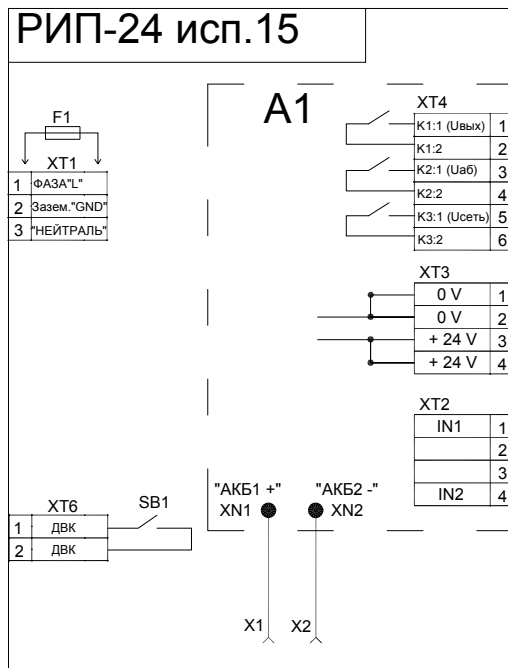 РИП-24 исп.15
A1
F1
XT1
1 ФАЗА"L"
2 Зазем."GND"
3 "НЕЙТРАЛЬ"
XT4
K1:1 (Uвых) 1
K1:2 2
K2:1 (Uаб) 3
K2:2 4
K3:1 (Uсеть) 5
K3:2 6
XT3
0 V 1
0 V 2
+ 24 V 3
+ 24 V 4
XT2
IN1 1
2
3
IN2 4
"АКБ1 +" "АКБ2 -"
XN1 XN2
XT6 SB1
1 ДВК
2 ДВК
X1 X2